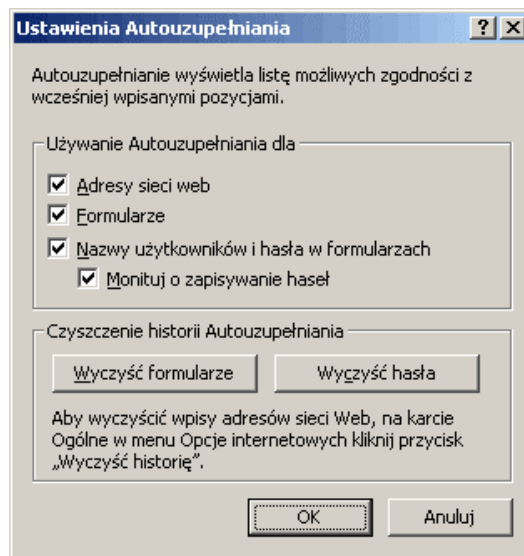 Ustawienia Autouzupełniania
Autouzupełnianie wyświetla listę możliwych zgodności z
wcześniej wpisanymi pozycjami.
Używanie Autouzupełniania dla
Adresy sieci web
Formularze
Nazwy użytkowników i hasła w formularzach
Monituj o zapisywanie haseł
Czyszczenie historii Autouzupełniania
Wyczyść formularze
Wyczyść hasła
Aby wyczyścić wpisy adresów sieci Web, na karcie
Ogólne w menu Opcje internetowych kliknij przycisk
„Wyczyść historię”.
OK
Anuluj